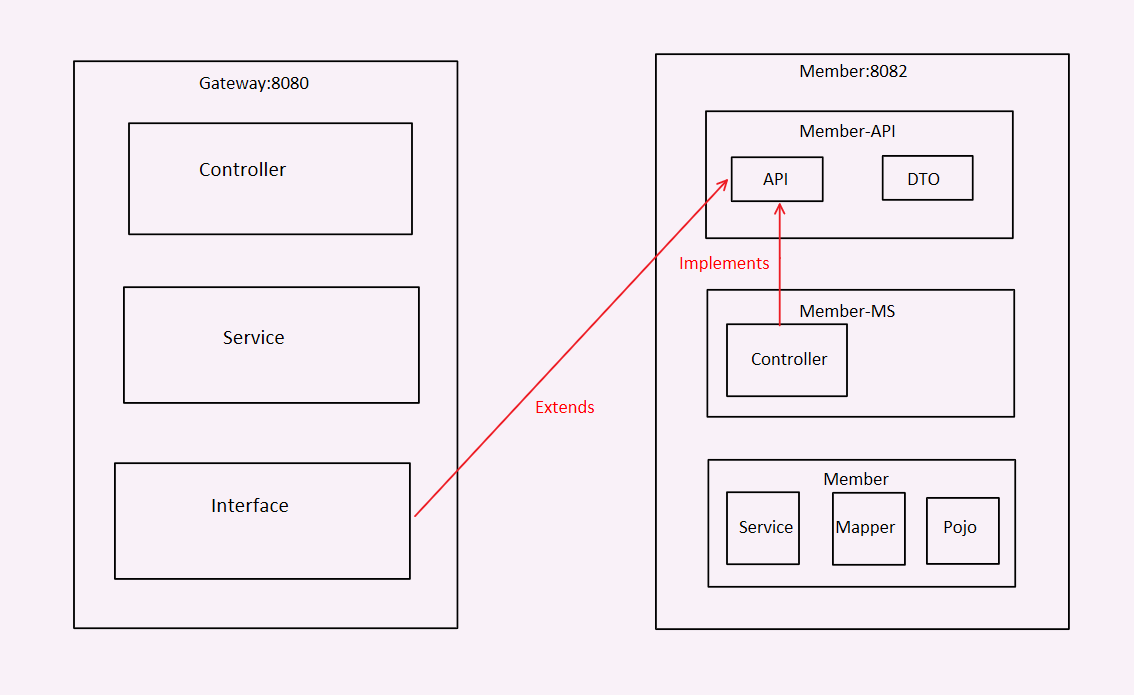 Gateway:8080
Controller
Service
Interface
Extends
Member:8082
Member-API
API
DTO
Implements
Member-MS
Controller
Member
Service
Mapper
Pojo